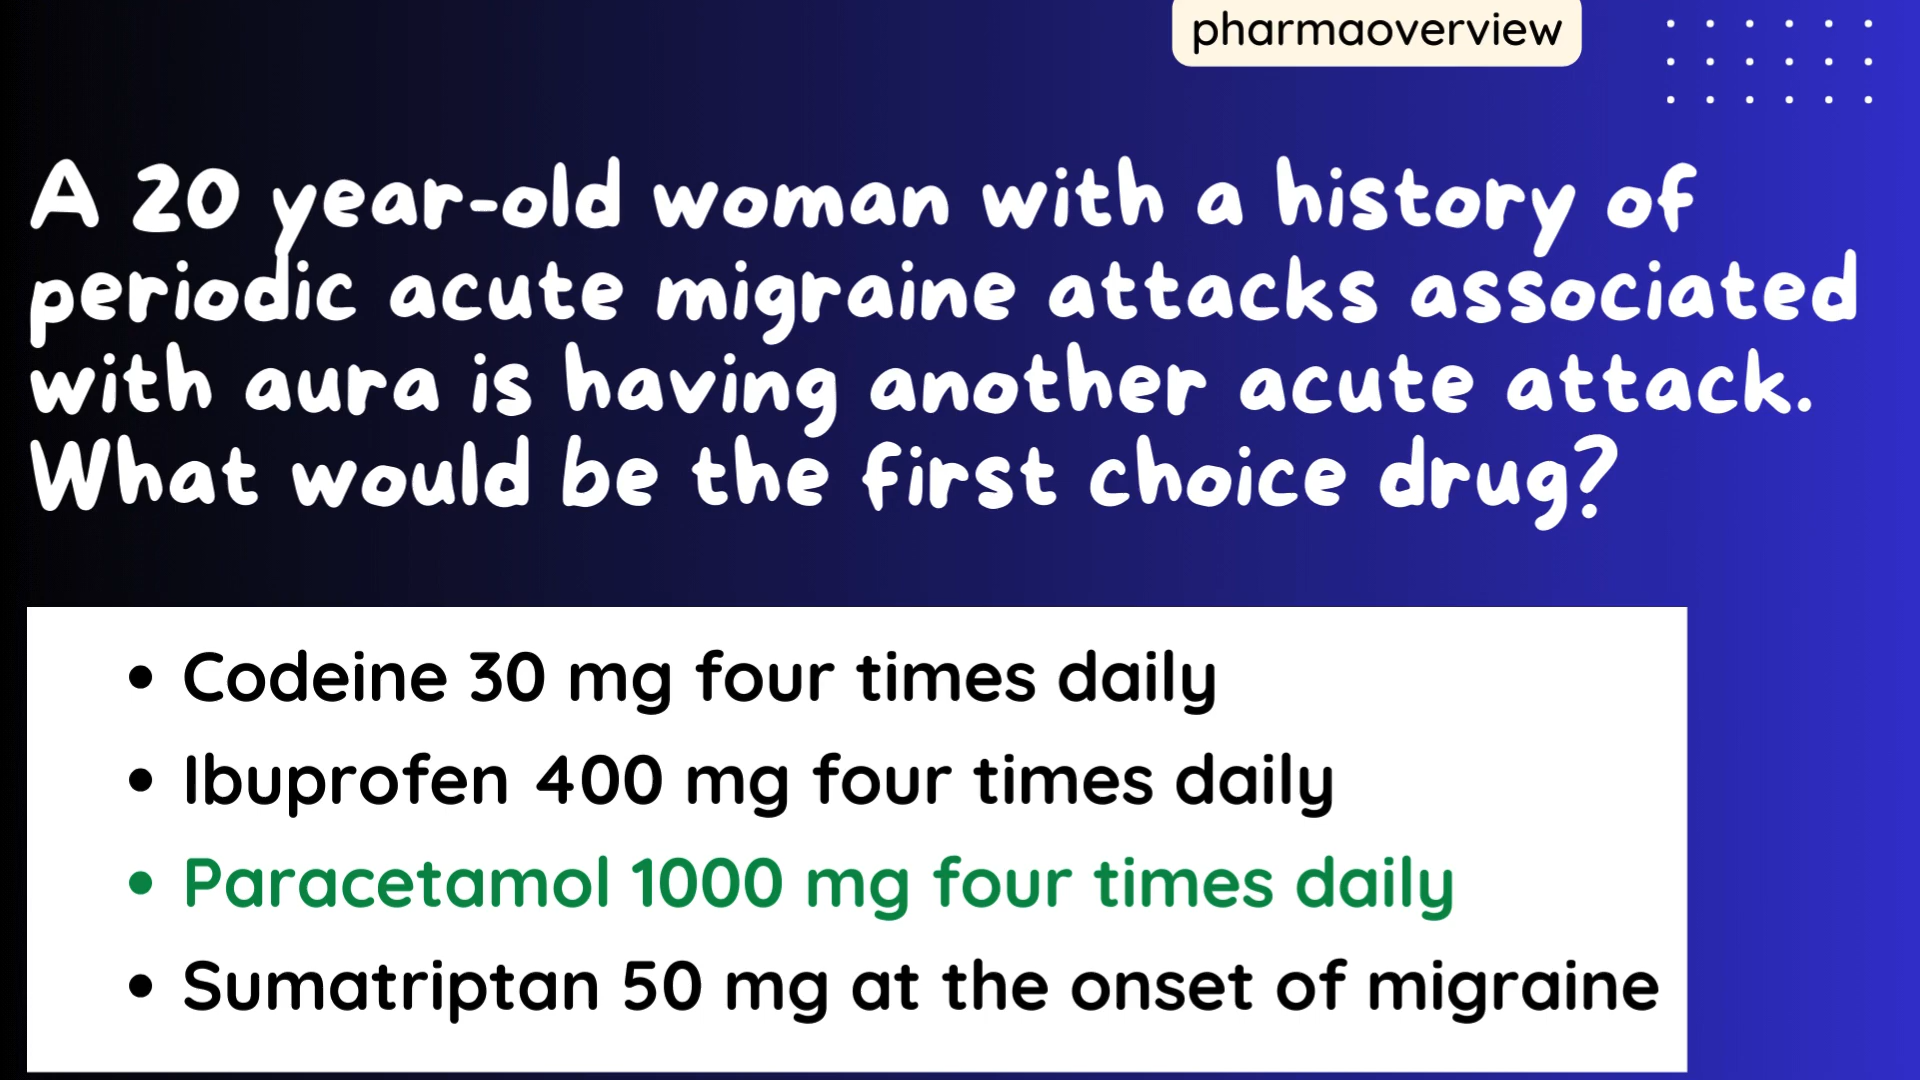 pharmaoverview
A 20 year-old woman with a history of
periodic acute migraine attacks associated
with aura is having another acute attack.
What would be the first choice drug?
• Codeine 30 mg four times daily
• Ibuprofen 400 mg four times daily
• Paracetamol 1000 mg four times daily
• Sumatriptan 50 mg at the onset of migraine